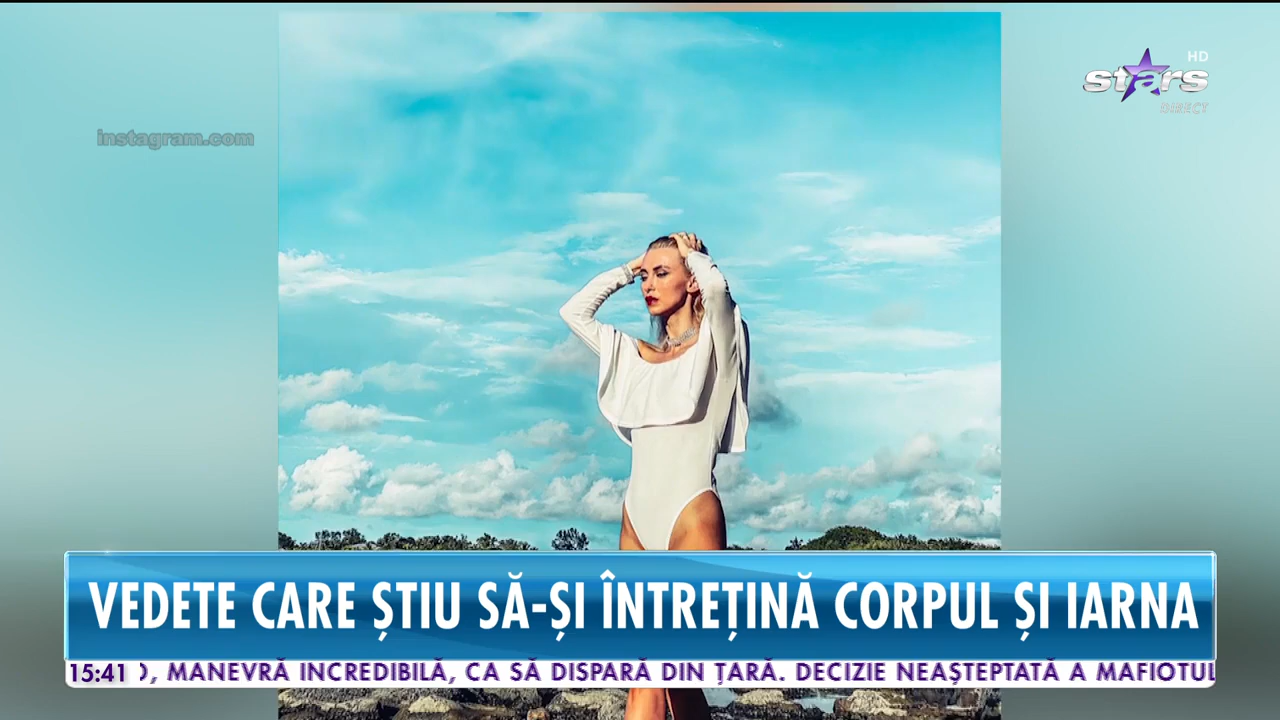 HD
stars
DIRECT
instagram.com
VEDETE CARE ȘTIU SĂ-ȘI ÎNTREȚINĂ CORPUL ȘI IARNA
15:41 , MANEVRĂ INCREDIBILĂ, CA SĂ DISPARĂ DIN ȚARĂ. DECIZIE NEAȘTEPTATĂ A MAFIOTUL